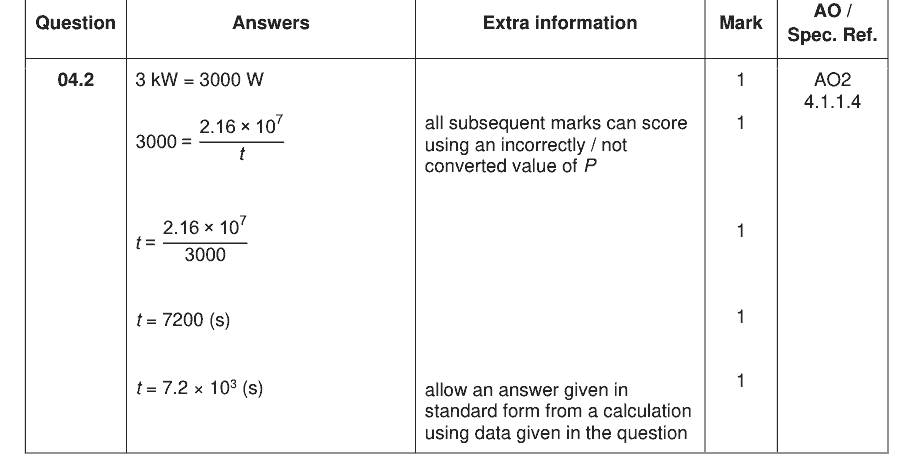 Question Answers Extra information Mark AO /
Spec. Ref.
04.2 3 kW = 3000 W 1 AO2
4.1.1.4
3000 = 2.16 × 10⁷ / t all subsequent marks can score 1
using an incorrectly / not
converted value of P
t = 2.16 × 10⁷ / 3000 1
t = 7200 (s) 1
t = 7.2 × 10³ (s) allow an answer given in 1
standard form from a calculation
using data given in the question